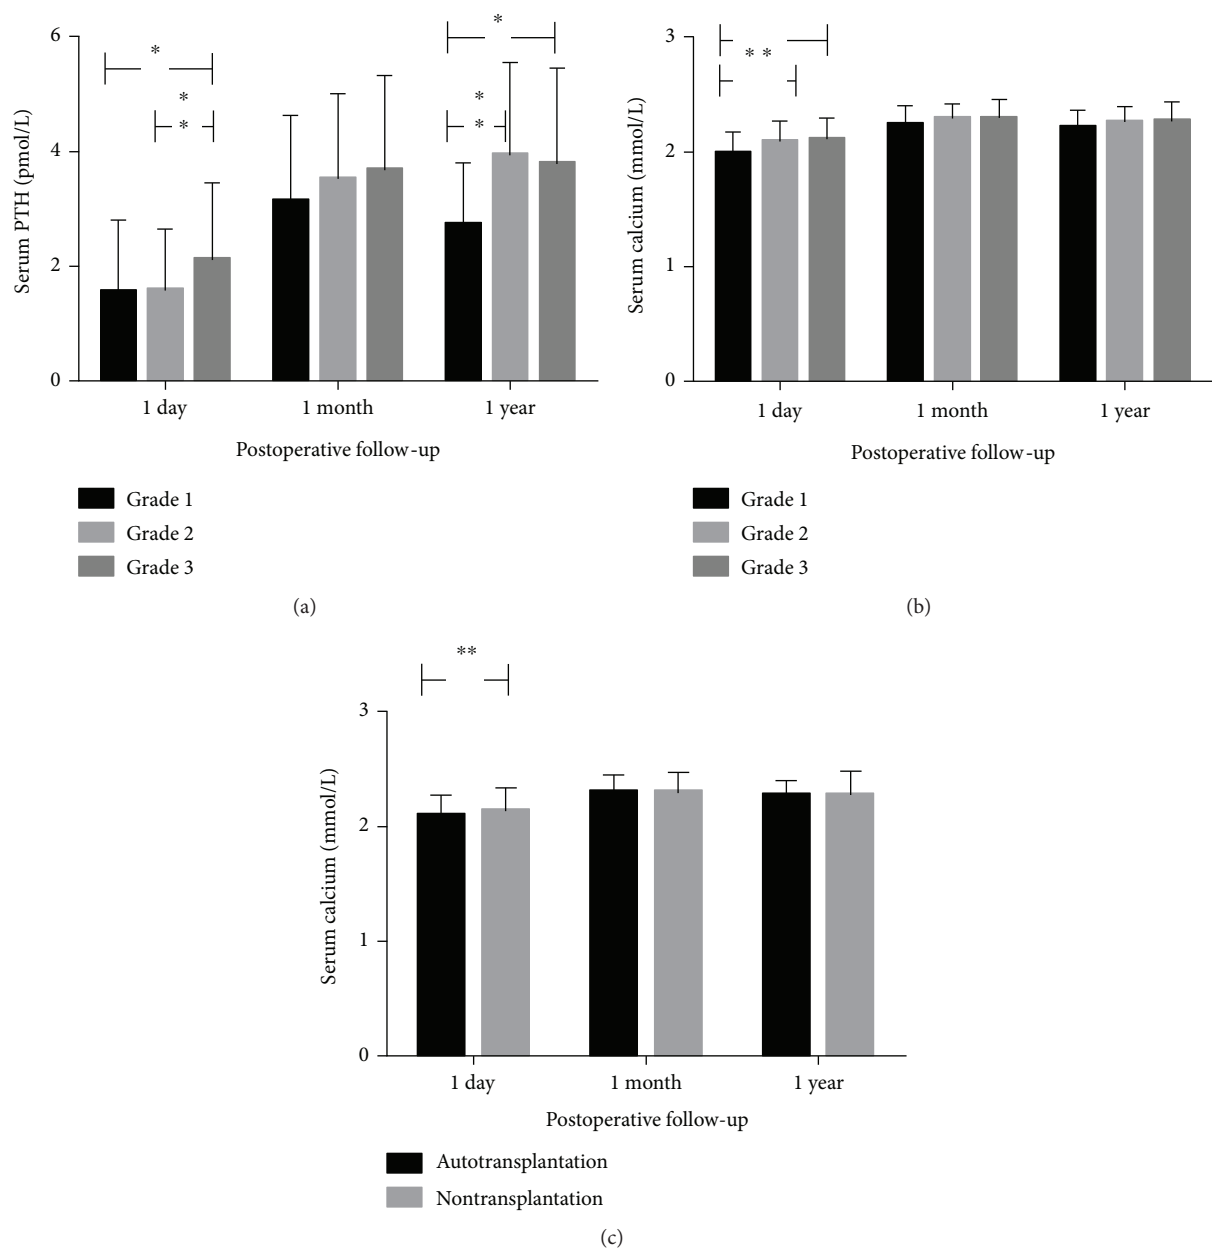 *
*
*
*
*
*
*
6
4
2
0
Serum PTH (pmol/L)
1 day
1 month
1 year
Postoperative follow-up
Grade 1
Grade 2
Grade 3
(a)
* *
3
2
1
0
Serum calcium (mmol/L)
1 day
1 month
1 year
Postoperative follow-up
Grade 1
Grade 2
Grade 3
(b)
**
3
2
1
0
Serum calcium (mmol/L)
1 day
1 month
1 year
Postoperative follow-up
Autotransplantation
Nontransplantation
(c)